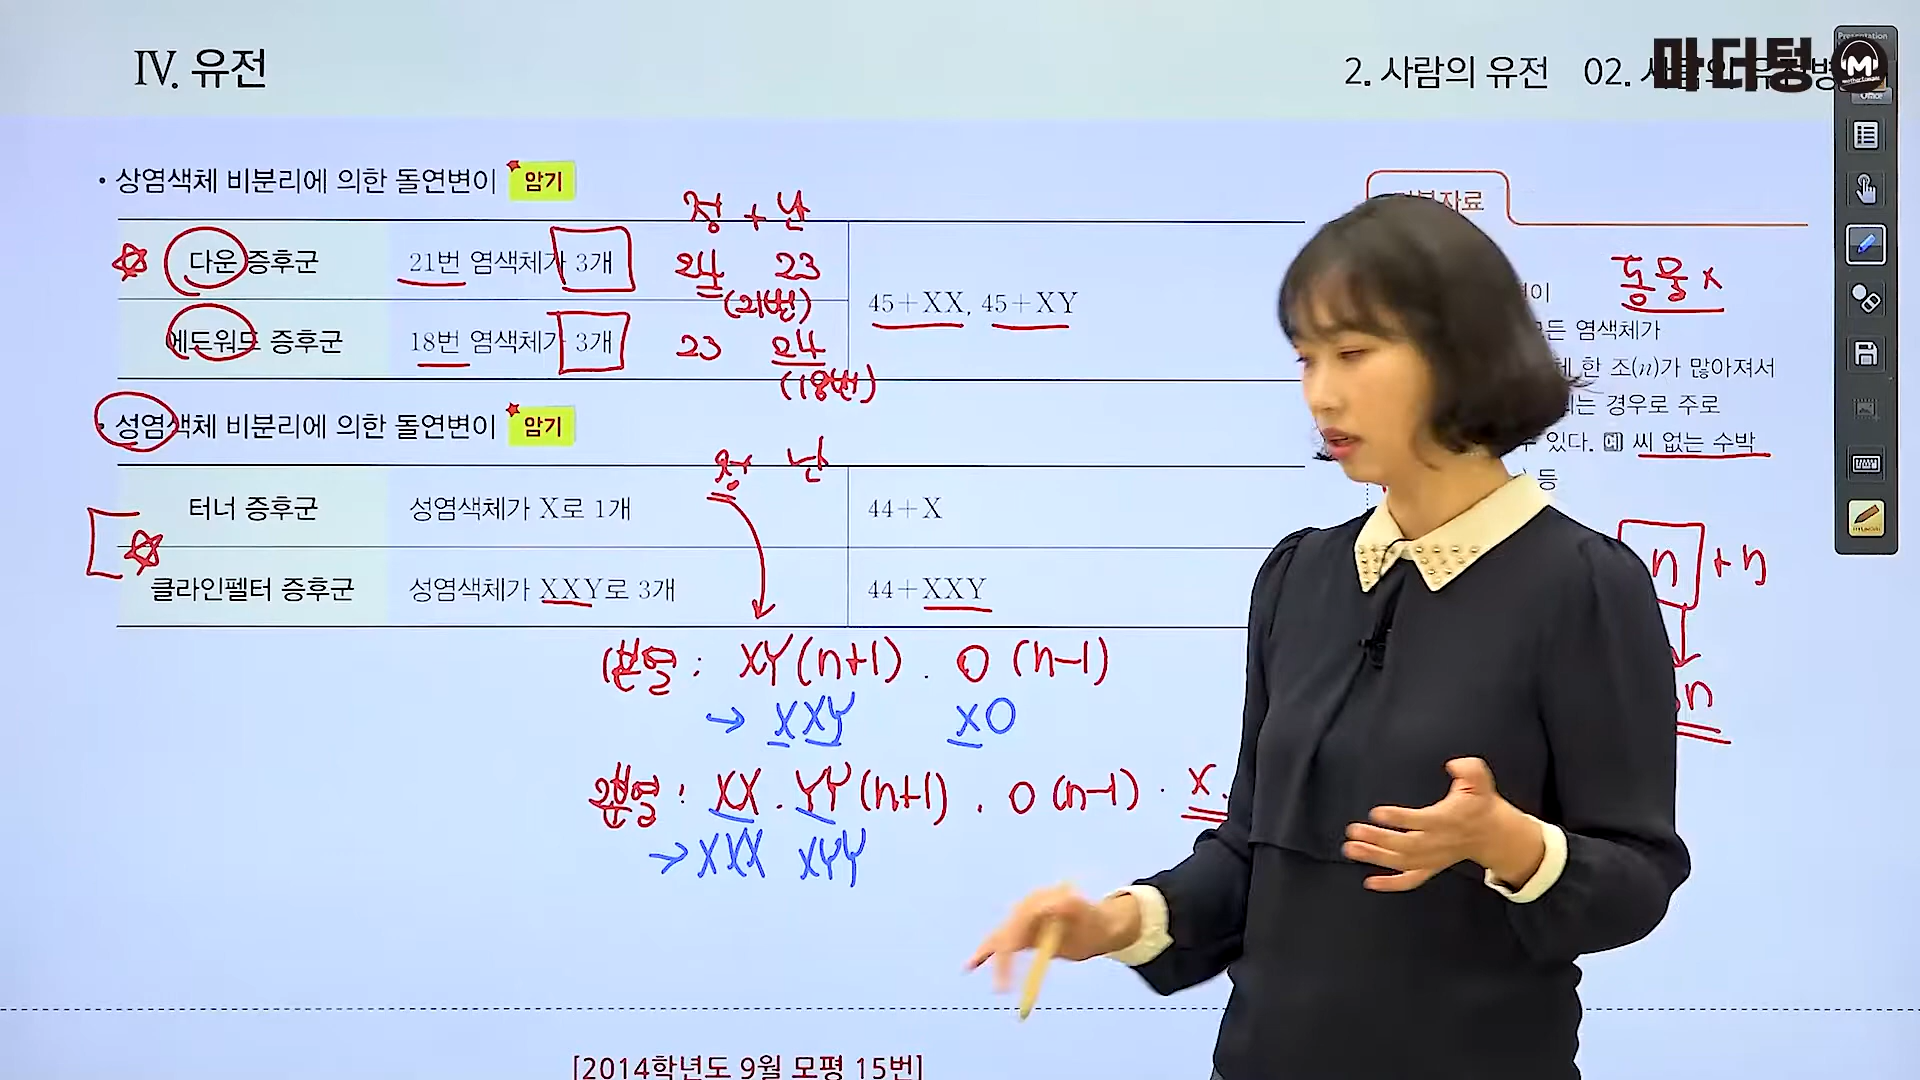 Ⅳ. 유전
2. 사람의 유전 02.
마더텅
M
• 상염색체 비분리에 의한 돌연변이 암기
정 + 난
다운 증후군 21번 염색체가 3개 24 23
(21번)
45+XX, 45+XY
에드워드 증후군 18번 염색체가 3개 23 24
(18번)
• 성염색체 비분리에 의한 돌연변이 암기
정 난
터너 증후군 성염색체가 X로 1개 44+X
클라인펠터 증후군 성염색체가 XXY로 3개 44+XXY
1분열 : XY(n+1) . O (n-1)
→ XXY XO
2분열 : XX . YY(n+1) . O (n-1) . X.
→ XXX XYY
동물 X
염색체가
한 조(n)가 많아져서
경우로 주로
있다. 예 씨 없는 수박
등
n + n
n
[2014학년도 9월 모평 15번]